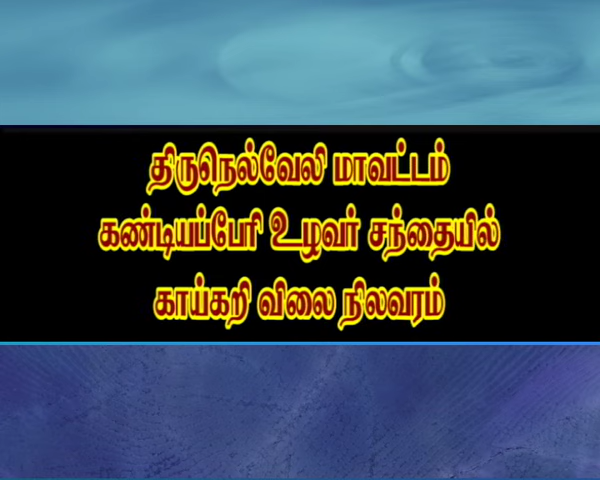 திருநெல்வேலி மாவட்டம்
கண்டியப்பேரி உழவர் சந்தையில்
காய்கறி விலை நிலவரம்